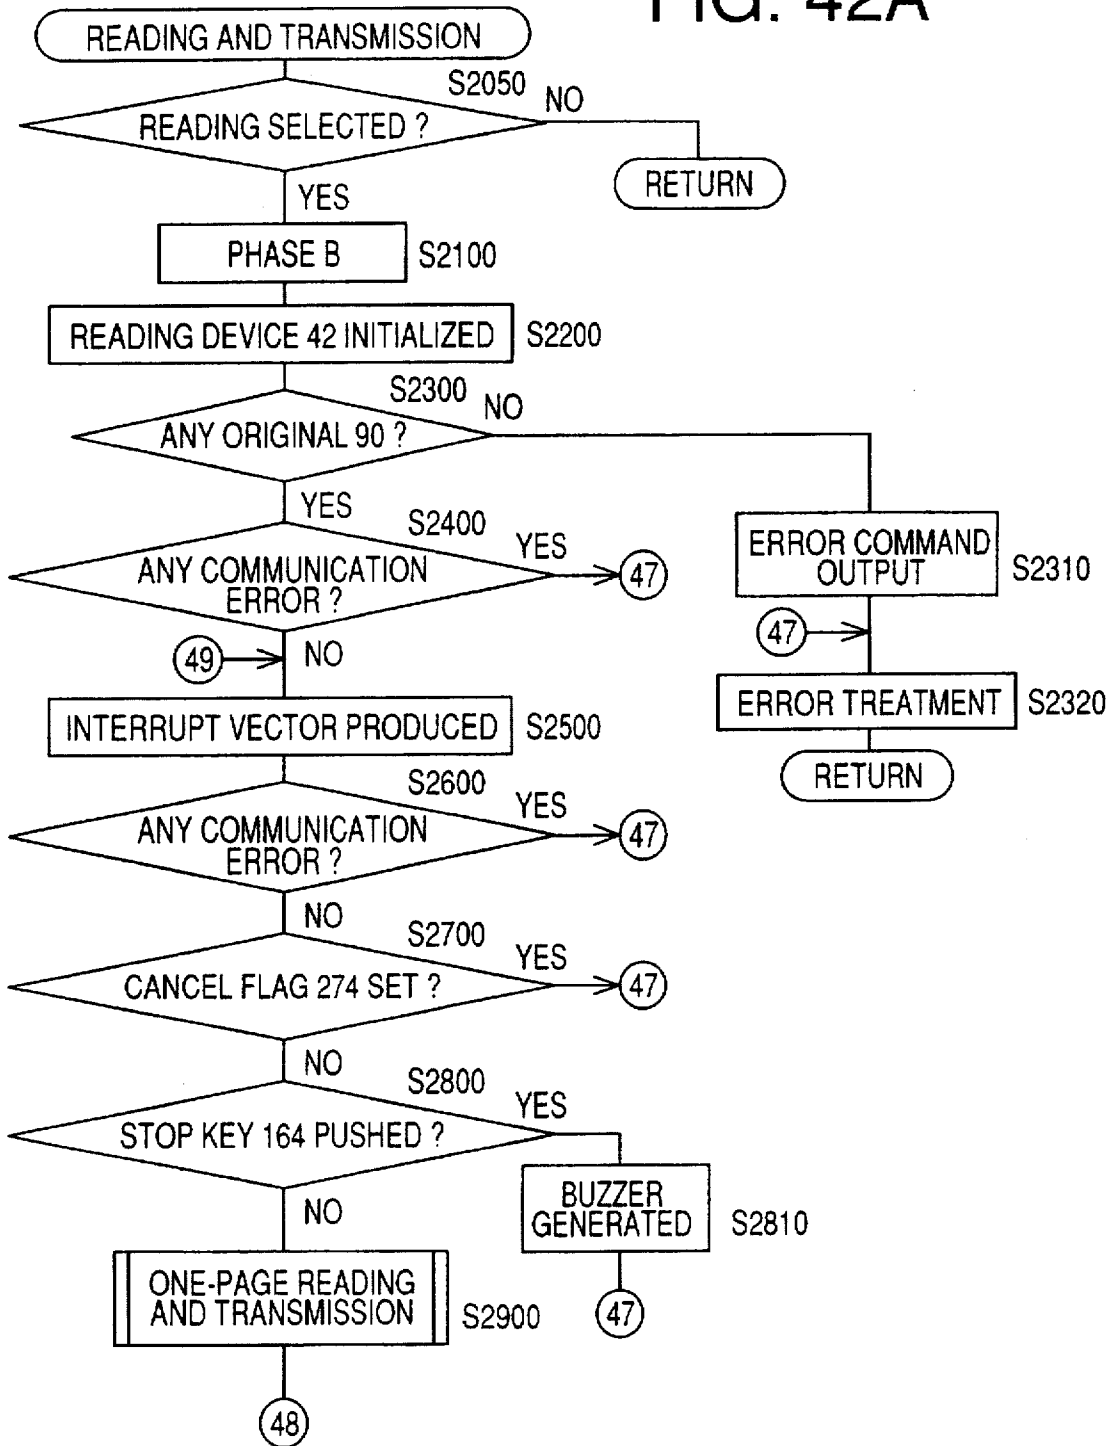 FIG. 42A
READING AND TRANSMISSION
S2050
NO
READING SELECTED ?
RETURN
YES
PHASE B
S2100
READING DEVICE 42 INITIALIZED
S2200
S2300
NO
ANY ORIGINAL 90 ?
YES
S2400
YES
ANY COMMUNICATION
ERROR ?
47
ERROR COMMAND
OUTPUT
S2310
47
49
NO
ERROR TREATMENT
S2320
RETURN
INTERRUPT VECTOR PRODUCED
S2500
S2600
YES
ANY COMMUNICATION
ERROR ?
47
NO
S2700
YES
CANCEL FLAG 274 SET ?
47
NO
S2800
YES
STOP KEY 164 PUSHED ?
BUZZER
GENERATED
S2810
47
NO
ONE-PAGE READING
AND TRANSMISSION
S2900
48